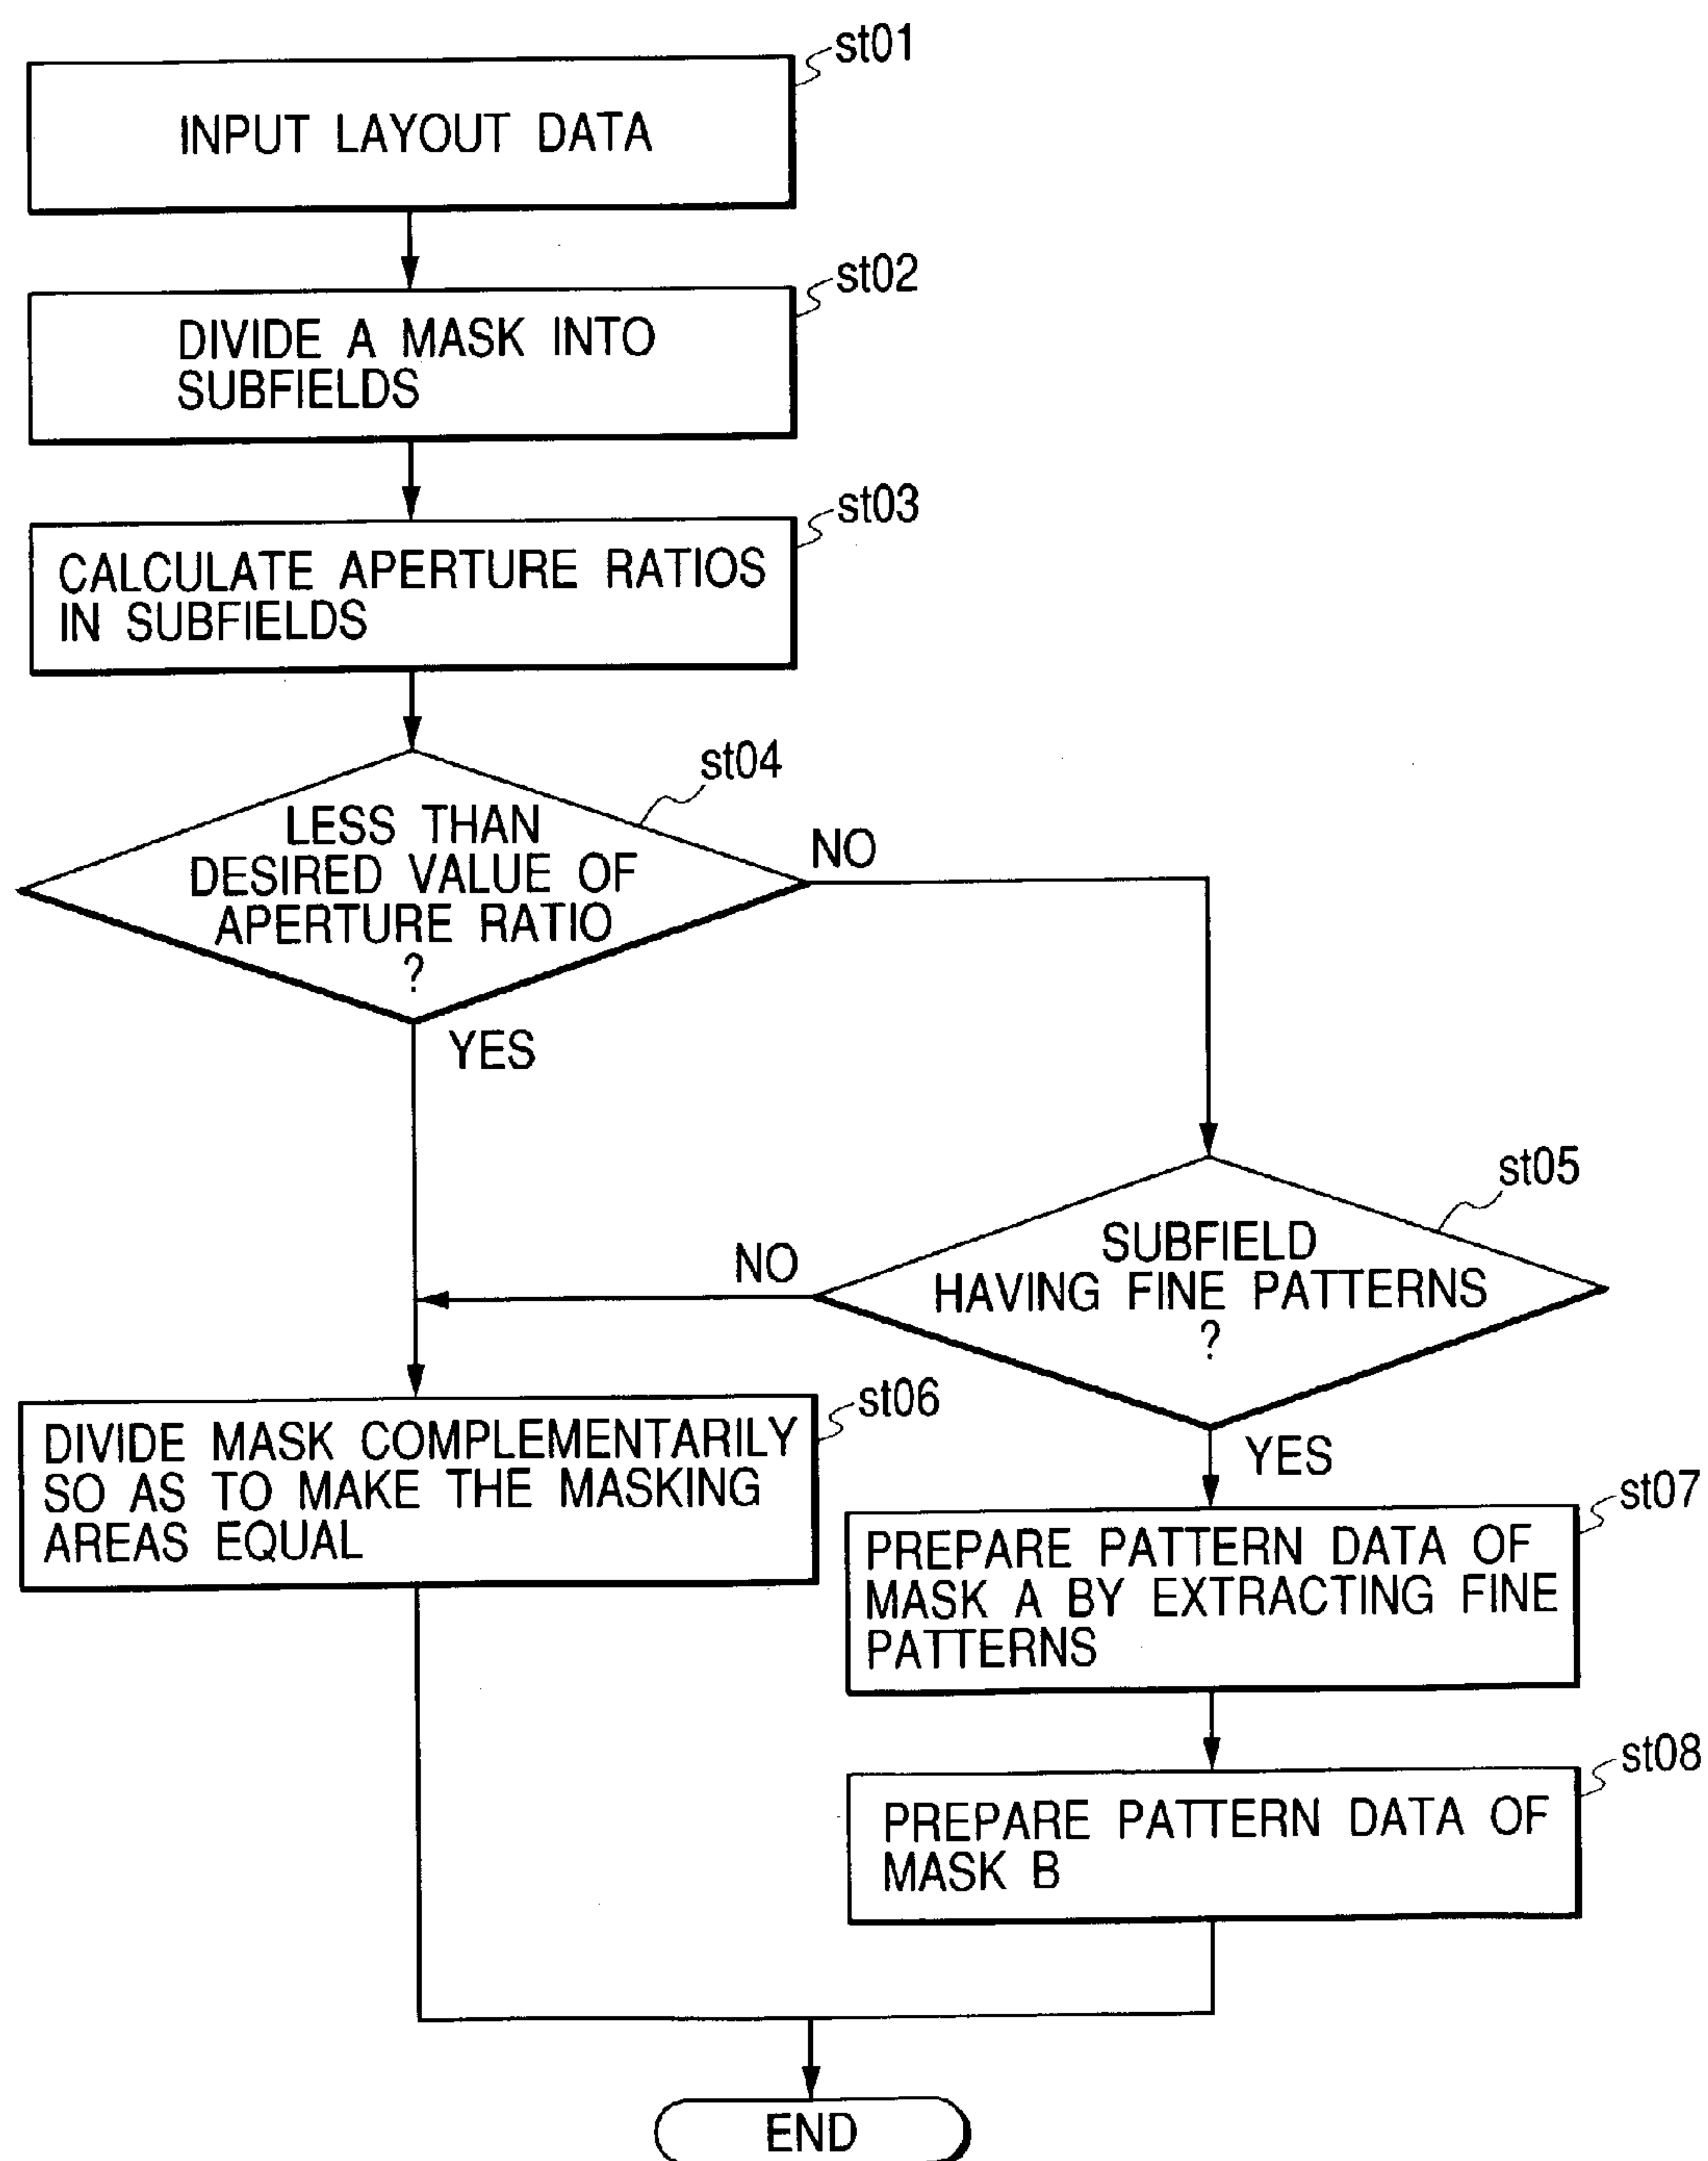 st01
INPUT LAYOUT DATA
st02
DIVIDE A MASK INTO
SUBFIELDS
st03
CALCULATE APERTURE RATIOS
IN SUBFIELDS
st04
LESS THAN
DESIRED VALUE OF
APERTURE RATIO
?
NO
YES
st05
SUBFIELD
HAVING FINE PATTERNS
?
NO
YES
st06
DIVIDE MASK COMPLEMENTARILY
SO AS TO MAKE THE MASKING
AREAS EQUAL
st07
PREPARE PATTERN DATA OF
MASK A BY EXTRACTING FINE
PATTERNS
st08
PREPARE PATTERN DATA OF
MASK B
END